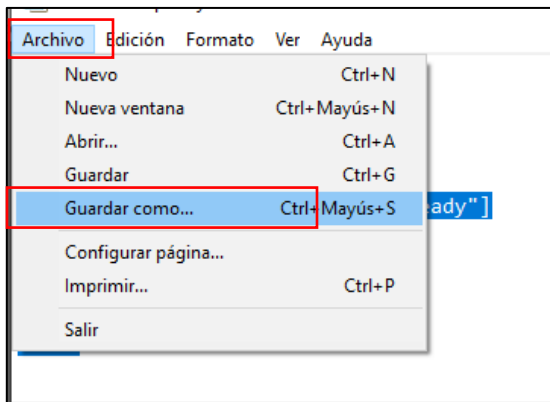 Archivo Edición Formato Ver Ayuda
Nuevo Ctrl+N
Nueva ventana Ctrl+Mayús+N
Abrir... Ctrl+A
Guardar Ctrl+G
Guardar como... Ctrl+Mayús+S ady"]
Configurar página...
Imprimir... Ctrl+P
Salir